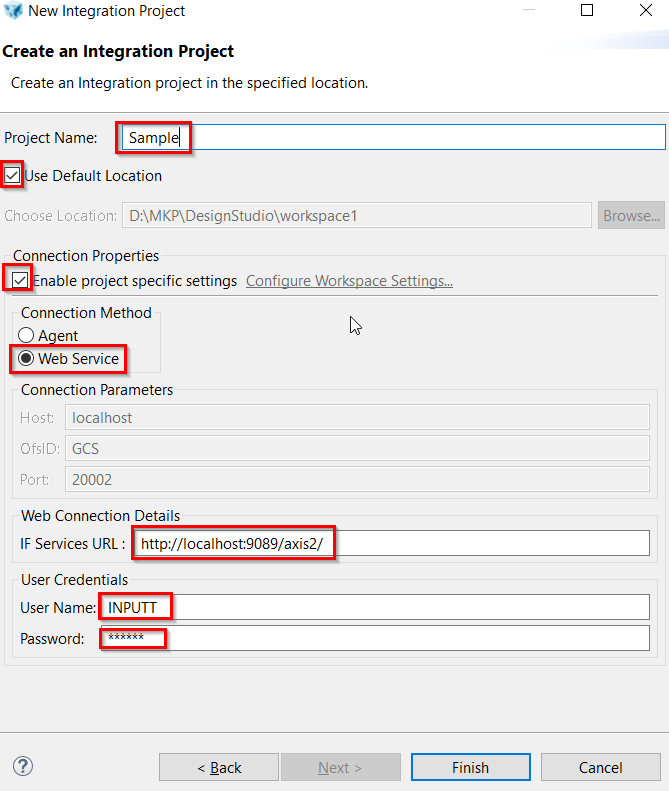 New Integration Project
Create an Integration Project
Create an Integration project in the specified location.
Project Name: Sample
Use Default Location
Choose Location: D:\MKP\DesignStudio\workspace1 Browse...
Connection Properties
Enable project specific settings Configure Workspace Settings...
Connection Method
Agent
Web Service
Connection Parameters
Host: localhost
OfsID: GCS
Port: 20002
Web Connection Details
IF Services URL : http://localhost:9089/axis2/
User Credentials
User Name: INPUTT
Password: ******
? < Back Next > Finish Cancel